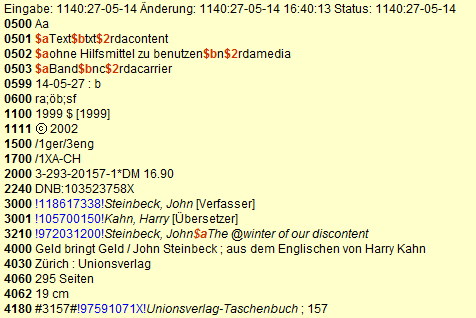 Eingabe: 1140:27-05-14 Änderung: 1140:27-05-14 16:40:13 Status: 1140:27-05-14
0500 Aa
0501 $aText$btxt$2rdacontent
0502 $aohne Hilfsmittel zu benutzen$bn$2rdamedia
0503 $aBand$bnc$2rdacarrier
0599 14-05-27 : b
0600 ra;öb;sf
1100 1999 $ [1999]
1111 © 2002
1500 /1ger/3eng
1700 /1XA-CH
2000 3-293-20157-1*DM 16.90
2240 DNB:103523758X
3000 !118617338!Steinbeck, John [Verfasser]
3001 !105700150!Kahn, Harry [Übersetzer]
3210 !972031200!Steinbeck, John$aThe @winter of our discontent
4000 Geld bringt Geld / John Steinbeck ; aus dem Englischen von Harry Kahn
4030 Zürich : Unionsverlag
4060 295 Seiten
4062 19 cm
4180 #3157#!97591071X!Unionsverlag-Taschenbuch ; 157